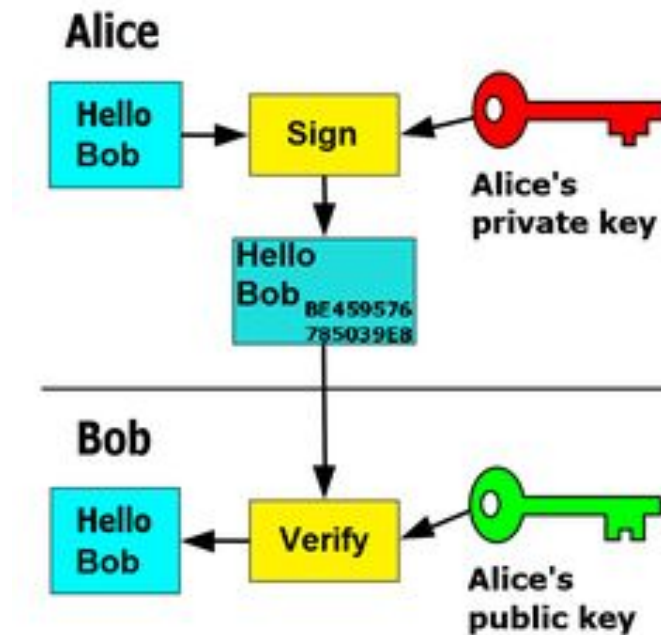 Alice
Hello
Bob
Sign
Alice's
private key
Hello
Bob
BE459576
785039E8
Bob
Hello
Bob
Verify
Alice's
public key